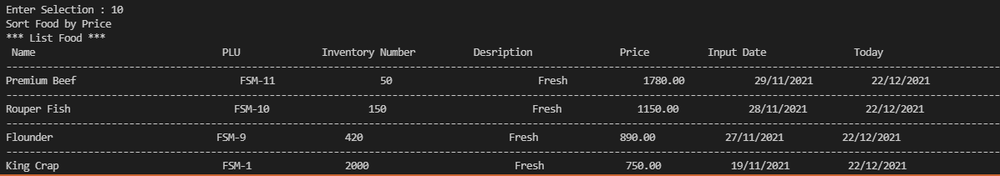 Enter Selection : 10
Sort Food by Price
*** List Food ***
Name PLU Inventory Number Desription Price Input Date Today
Premium Beef FSM-11 50 Fresh 1780.00 29/11/2021 22/12/2021
Rouper Fish FSM-10 150 Fresh 1150.00 28/11/2021 22/12/2021
Flounder FSM-9 420 Fresh 890.00 27/11/2021 22/12/2021
King Crap FSM-1 2000 Fresh 750.00 19/11/2021 22/12/2021